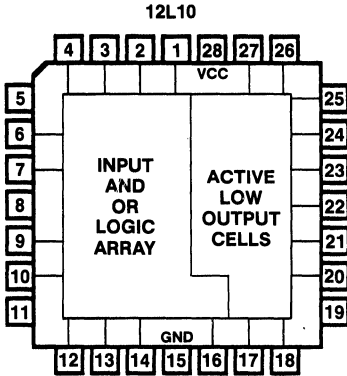 12L10
4 3 2 1 28 27 26
VCC
5 25
6 24
7 23
8 22
9 21
10 20
11 19
INPUT
AND
OR
LOGIC
ARRAY
ACTIVE
LOW
OUTPUT
CELLS
GND
12 13 14 15 16 17 18